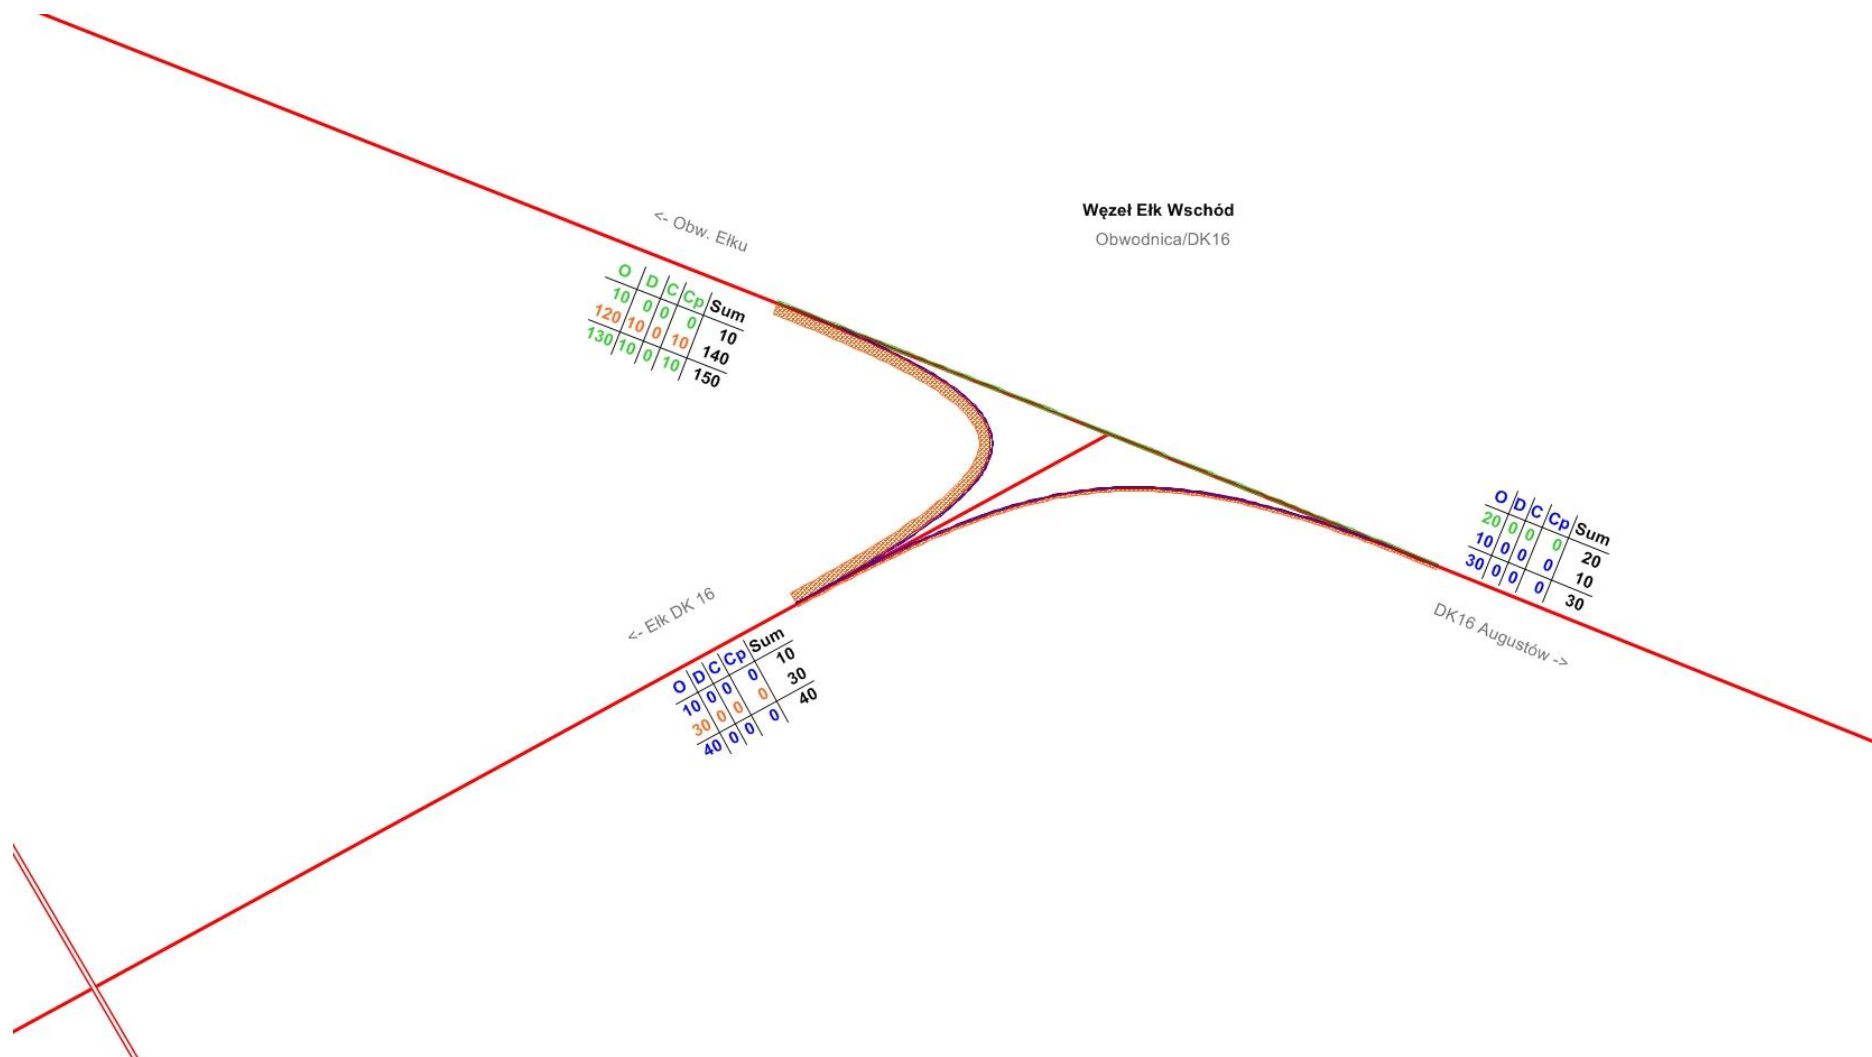 Węzeł Ełk Wschód
Obwodnica/DK16
<- Obw. Ełku
O D C Cp Sum
10 0 0 0 10
120 10 0 10 140
130 10 0 10 150
O D C Cp Sum
20 0 0 0 20
10 0 0 0 10
30 0 0 0 30
DK16 Augustów ->
<- Ełk DK 16
O D C Cp Sum
10 0 0 0 10
30 0 0 0 30
40 0 0 0 40